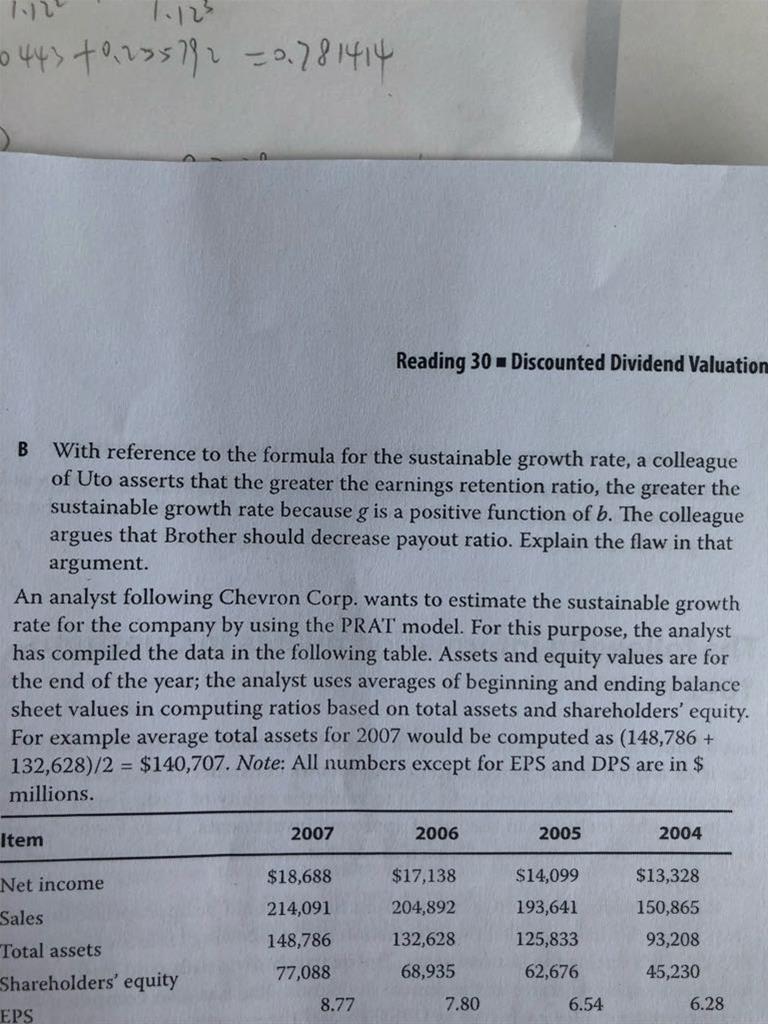 1.12² 1.12³
0443 + 0.255792 = 0.781414
Reading 30 ■ Discounted Dividend Valuation
B With reference to the formula for the sustainable growth rate, a colleague
of Uto asserts that the greater the earnings retention ratio, the greater the
sustainable growth rate because g is a positive function of b. The colleague
argues that Brother should decrease payout ratio. Explain the flaw in that
argument.
An analyst following Chevron Corp. wants to estimate the sustainable growth
rate for the company by using the PRAT model. For this purpose, the analyst
has compiled the data in the following table. Assets and equity values are for
the end of the year; the analyst uses averages of beginning and ending balance
sheet values in computing ratios based on total assets and shareholders' equity.
For example average total assets for 2007 would be computed as (148,786 +
132,628)/2 = $140,707. Note: All numbers except for EPS and DPS are in $
millions.
Item 2007 2006 2005 2004
Net income $18,688 $17,138 $14,099 $13,328
Sales 214,091 204,892 193,641 150,865
Total assets 148,786 132,628 125,833 93,208
Shareholders' equity 77,088 68,935 62,676 45,230
EPS 8.77 7.80 6.54 6.28